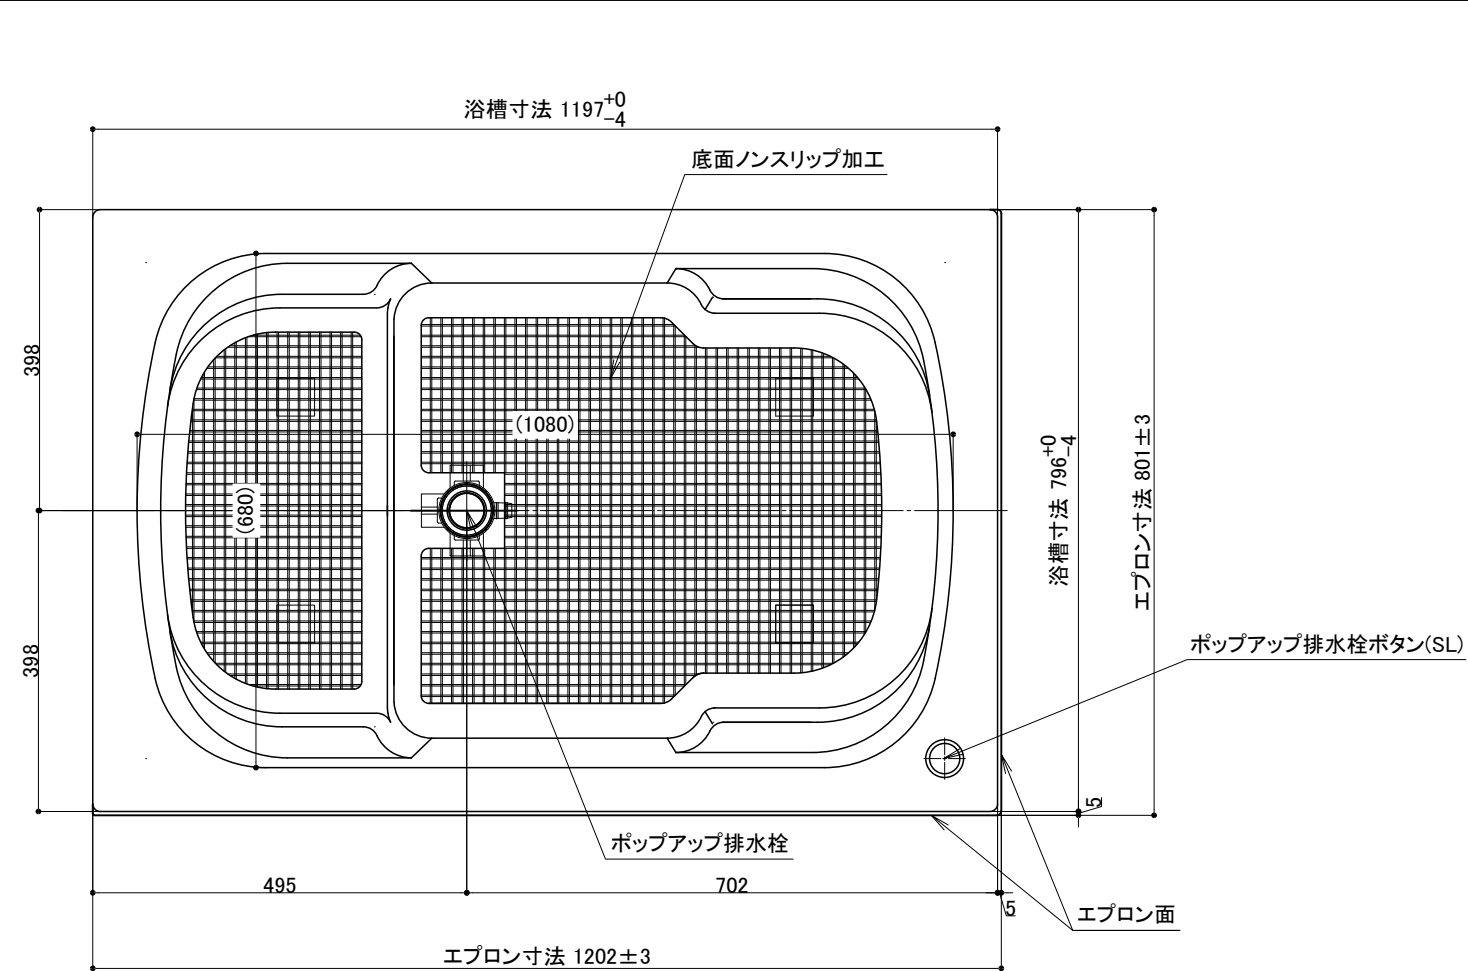 浴槽寸法 1197 +0 -4
底面ノンスリップ加工
398
(1080)
浴槽寸法 796 +0 -4
エプロン寸法 801±3
(680)
ポップアップ排水栓ボタン(SL)
398
5
ポップアップ排水栓
495
702
5
エプロン面
エプロン寸法 1202±3